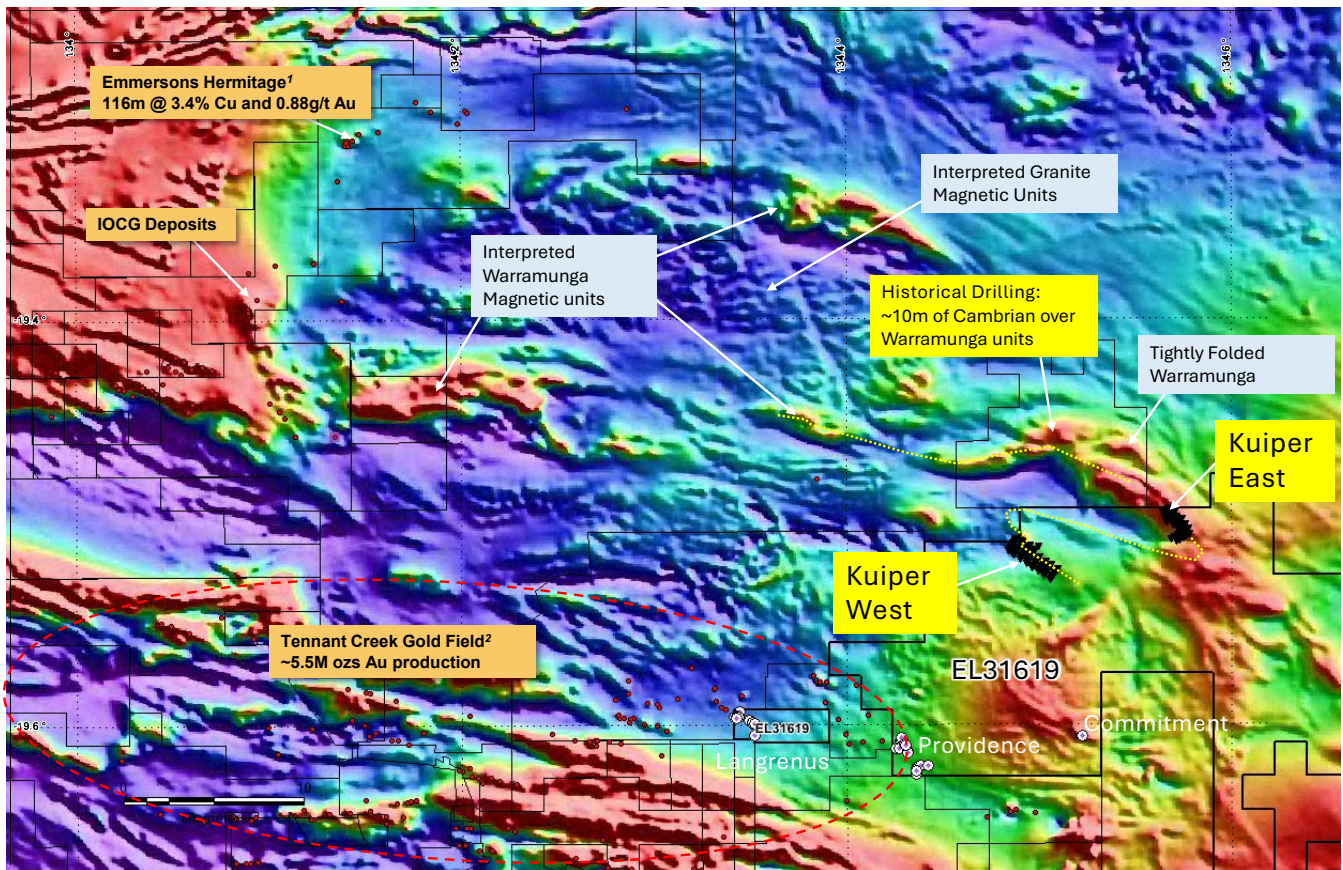 134 °
134.2 °
134.4 °
134.6 °
Emmersons Hermitage¹
116m @ 3.4% Cu and 0.88g/t Au
Interpreted Granite
Magnetic Units
IOCG Deposits
Interpreted
Warramunga
Magnetic units
Historical Drilling:
~10m of Cambrian over
Warramunga units
-19.4 °
Tightly Folded
Warramunga
Kuiper
East
Kuiper
West
Tennant Creek Gold Field²
~5.5M ozs Au production
EL31619
-19.6 °
EL31619
Commitment
Providence
Langrenus
10